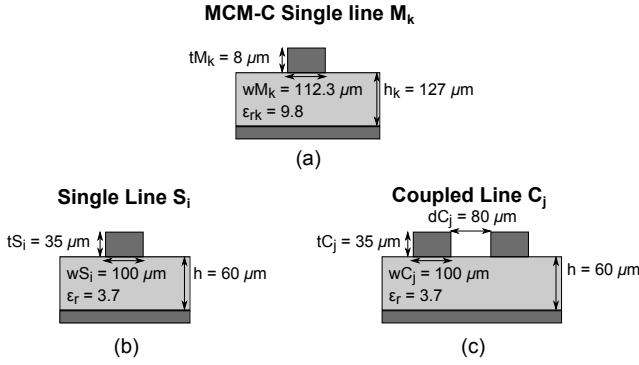 MCM-C Single line Mk
tMk = 8 µm
wMk = 112.3 µm
hk = 127 µm
εrk = 9.8
(a)
Single Line Si
tSi = 35 µm
wSi = 100 µm
h = 60 µm
εr = 3.7
(b)
Coupled Line Cj
dCj = 80 µm
tCj = 35 µm
wCj = 100 µm
h = 60 µm
εr = 3.7
(c)